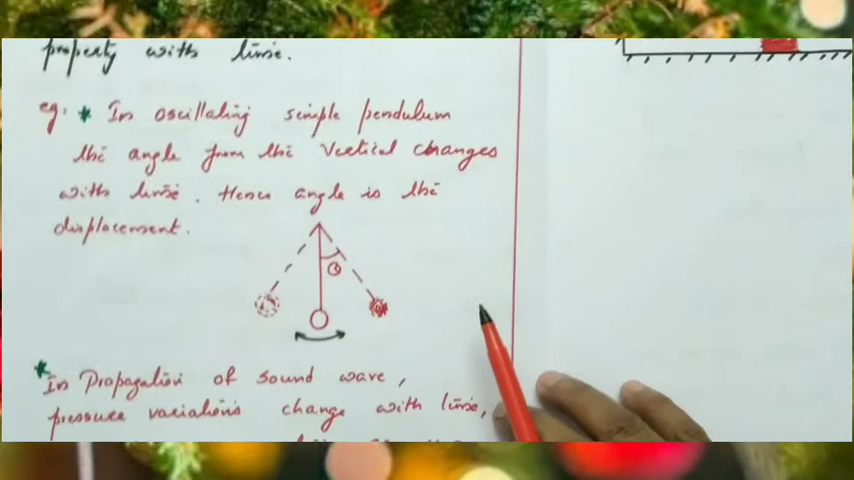 property with time.
eg. * In oscillating simple pendulum
the angle from the vertical changes
with time. Hence angle is the
displacement.
θ
* In Propagation of sound wave,
pressure variations change with time,